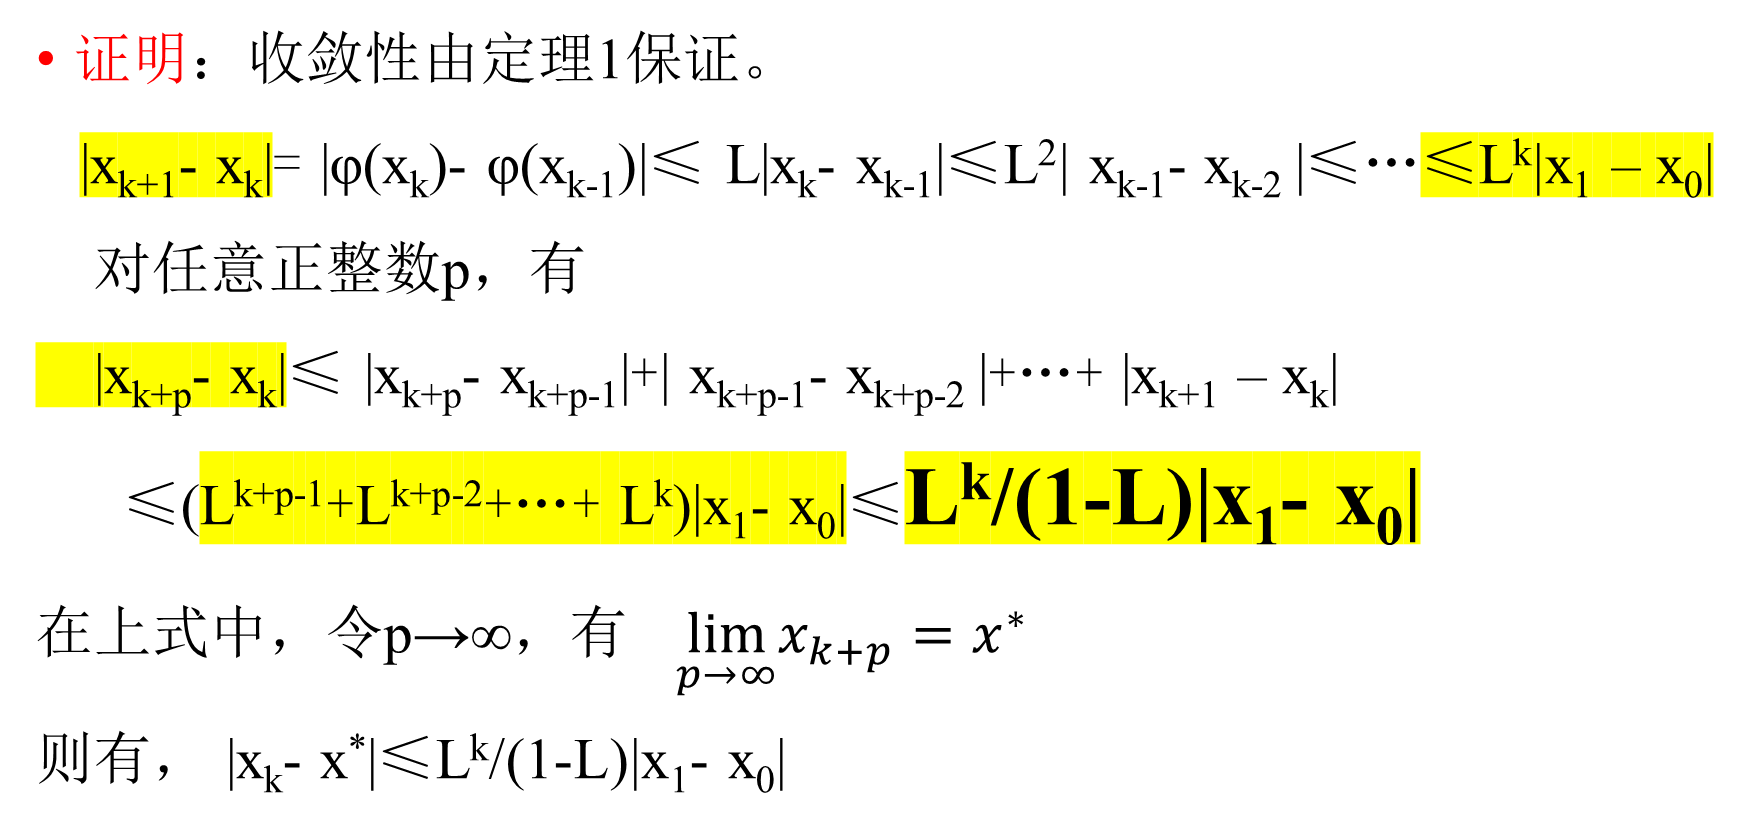 • 证明：收敛性由定理1保证。
|xₖ₊₁- xₖ|= |φ(xₖ)- φ(xₖ₋₁)|≤ L|xₖ- xₖ₋₁|≤L²| xₖ₋₁- xₖ₋₂ |≤⋯≤Lᵏ|x₁ – x₀|
对任意正整数p，有
|xₖ₊ₚ- xₖ|≤ |xₖ₊ₚ- xₖ₊ₚ₋₁|+| xₖ₊ₚ₋₁- xₖ₊ₚ₋₂ |+⋯+ |xₖ₊₁ – xₖ|
≤(Lᵏ⁺ᵖ⁻¹+Lᵏ⁺ᵖ⁻²+⋯+ Lᵏ)|x₁- x₀|≤Lᵏ/(1-L)|x₁- x₀|
在上式中，令p→∞，有 lim_{p→∞} xₖ₊ₚ = x*
则有， |xₖ- x*|≤Lᵏ/(1-L)|x₁- x₀|